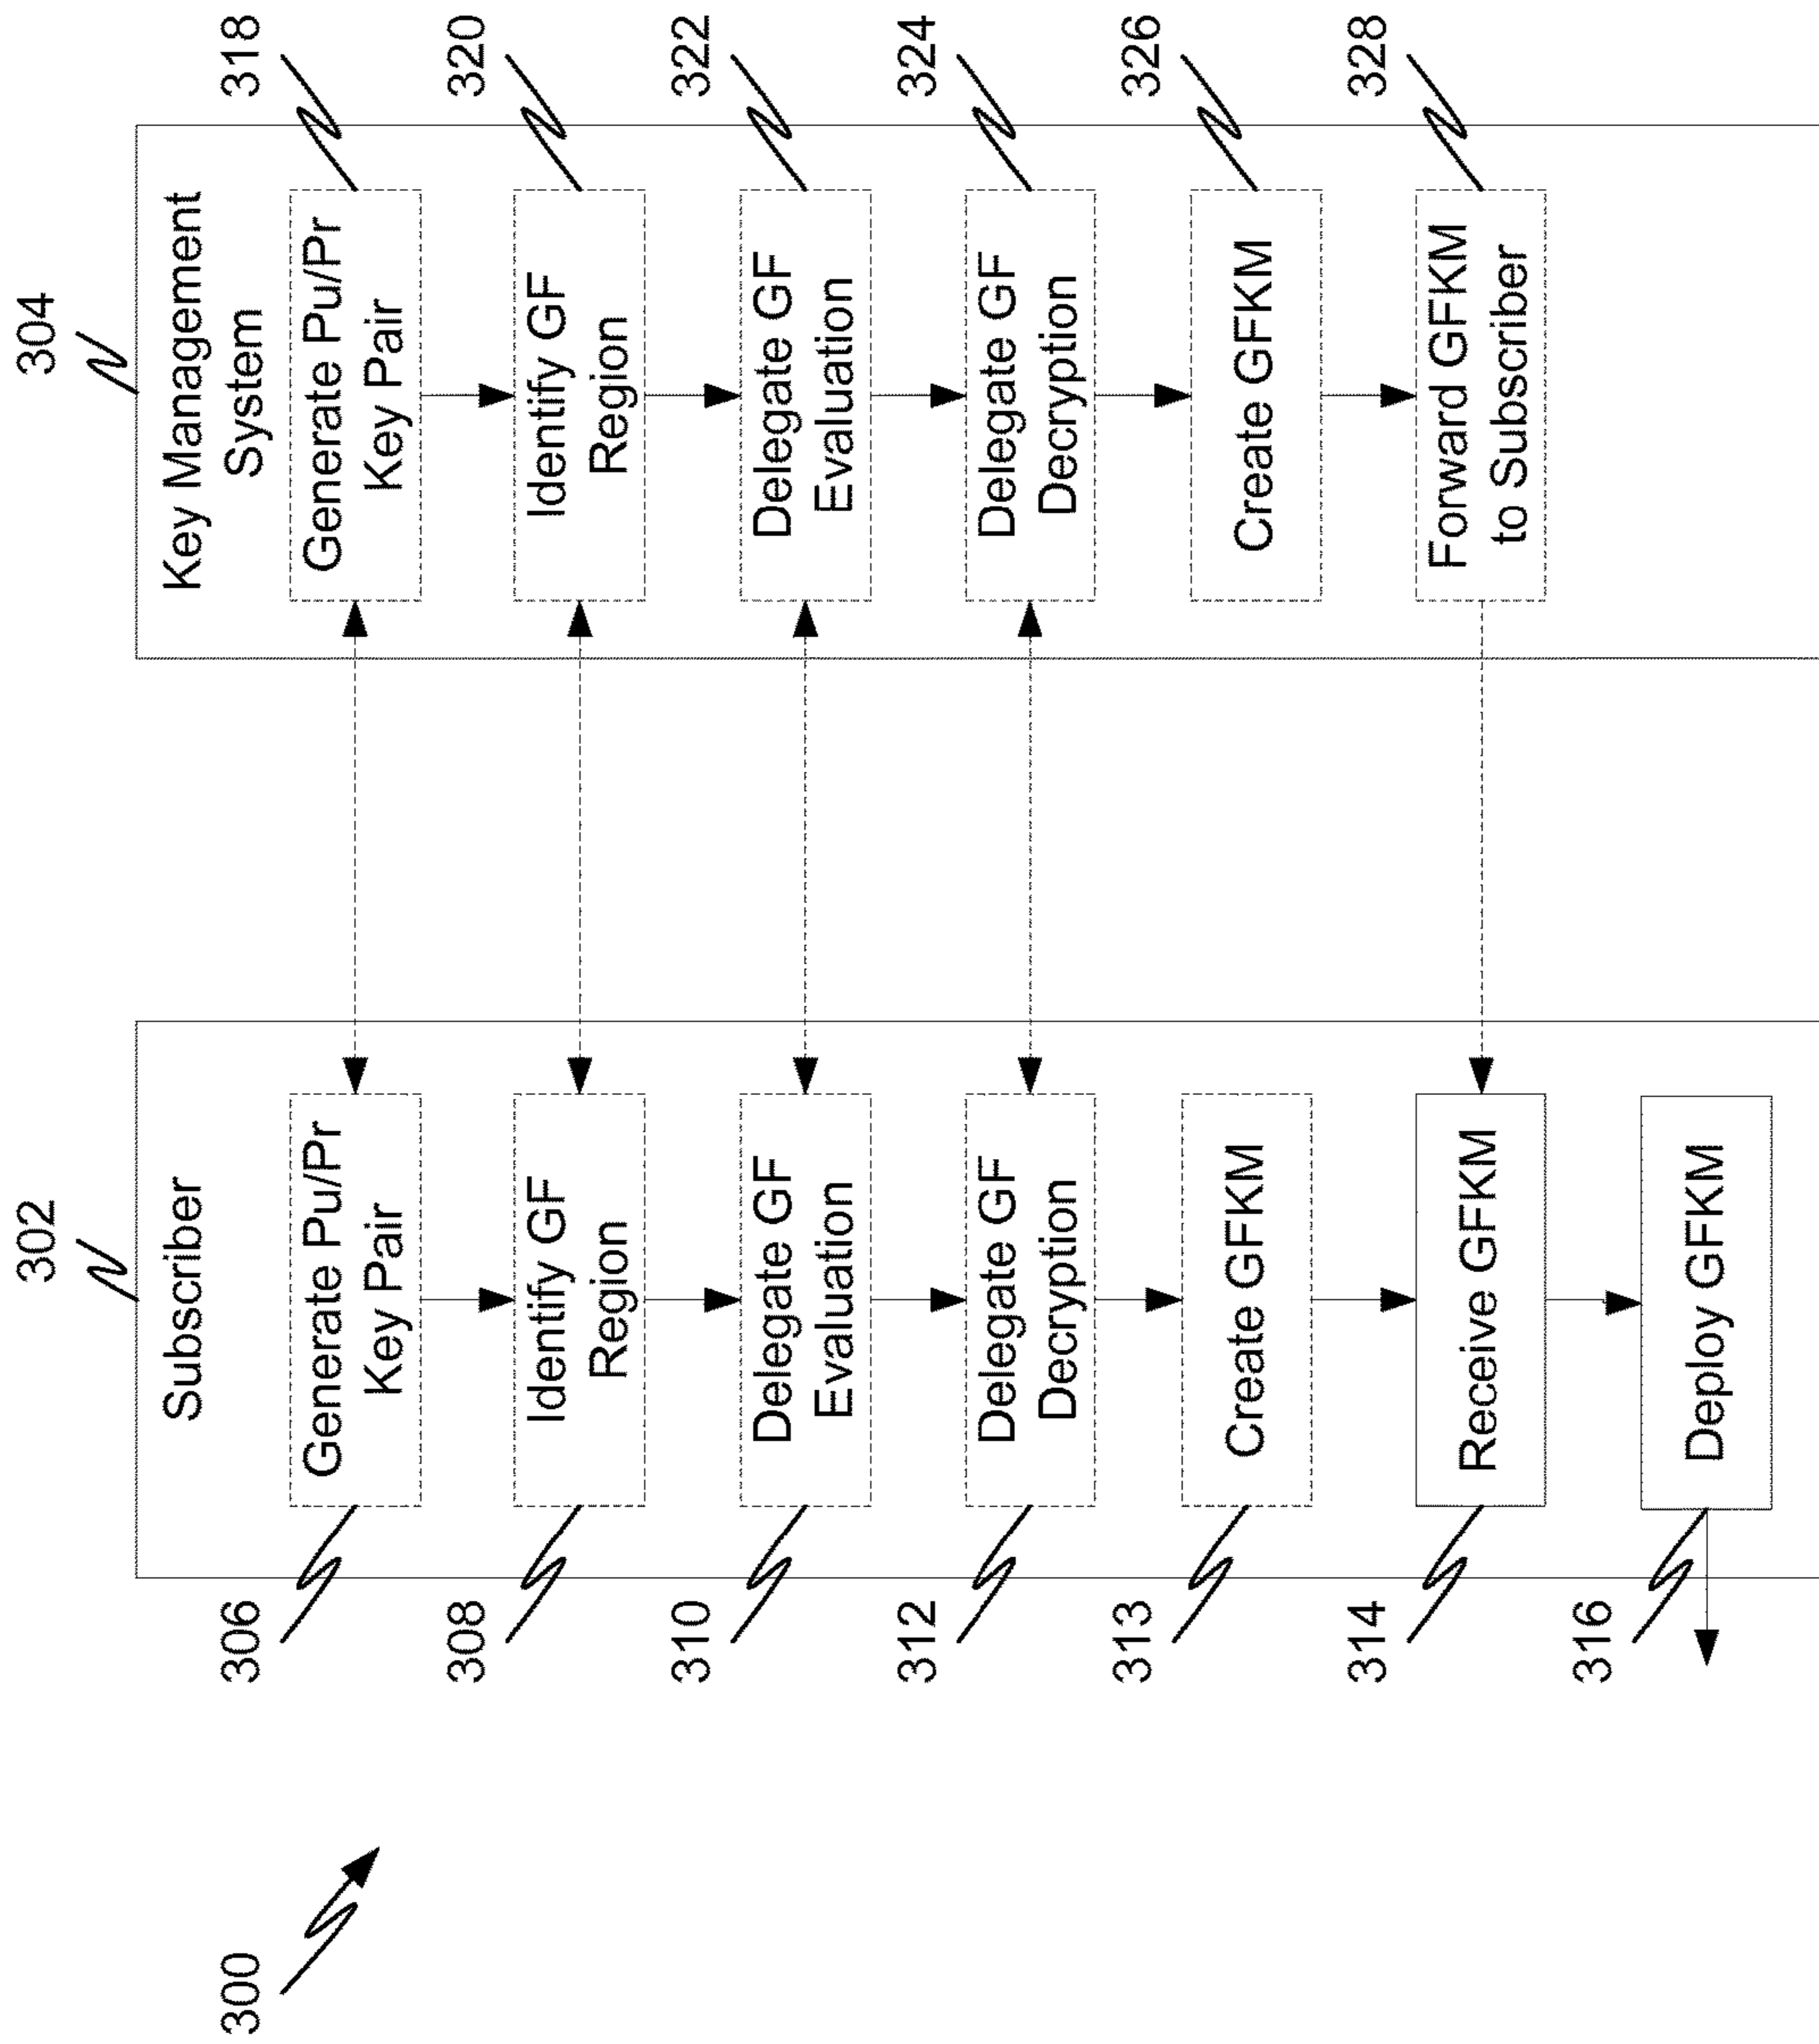 300
302
Subscriber
306
Generate Pu/Pr
Key Pair
308
Identify GF
Region
310
Delegate GF
Evaluation
312
Delegate GF
Decryption
313
Create GFKM
314
Receive GFKM
316
Deploy GFKM
304
Key Management
System
Generate Pu/Pr
Key Pair
318
Identify GF
Region
320
Delegate GF
Evaluation
322
Delegate GF
Decryption
324
Create GFKM
326
Forward GFKM
to Subscriber
328